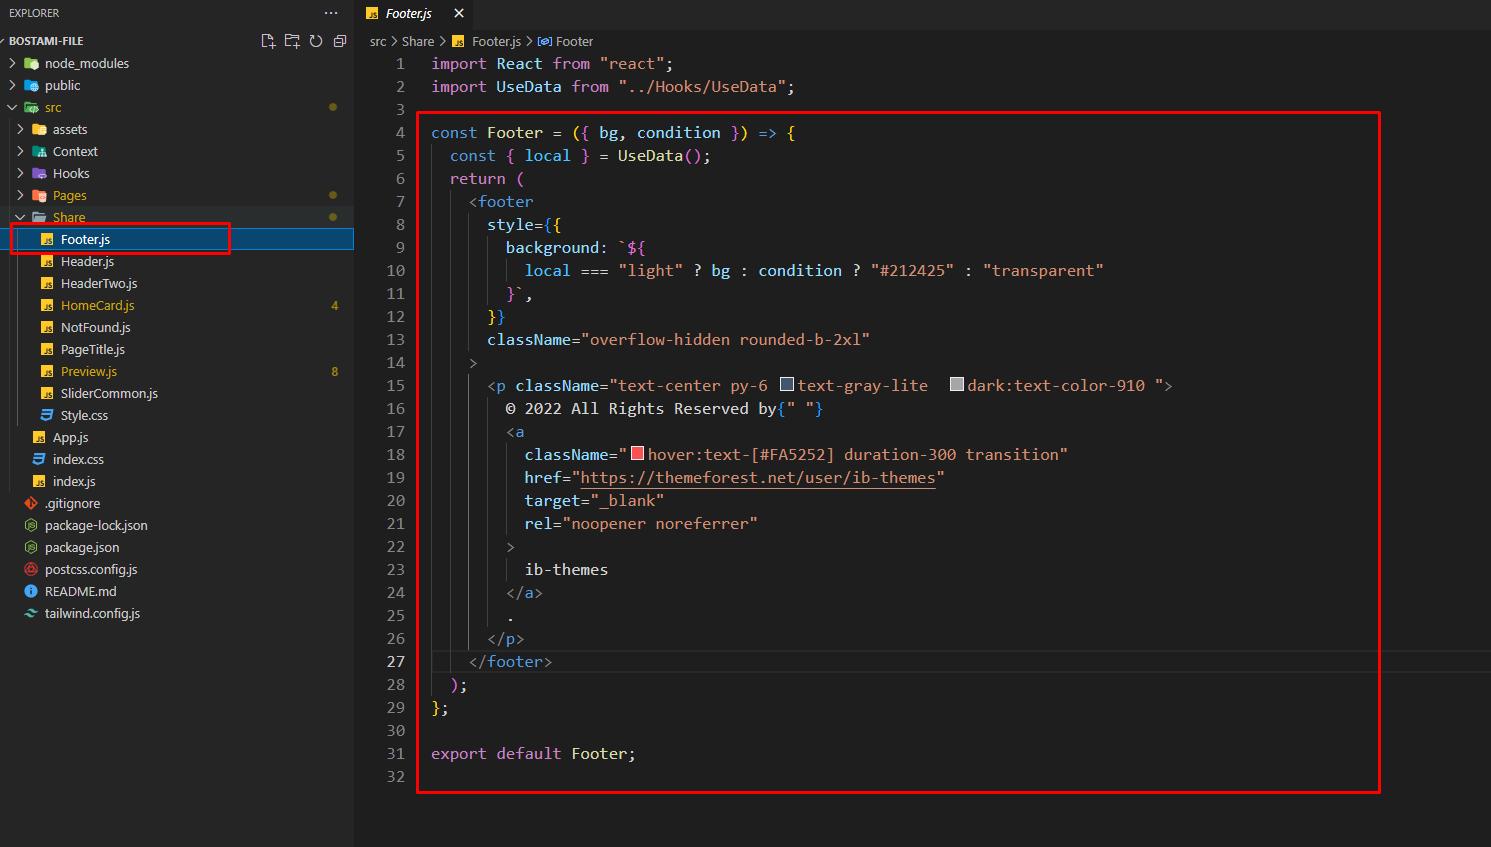 EXPLORER
BOSTAMI-FILE
node_modules
public
src
assets
Context
Hooks
Pages
Share
Footer.js
Header.js
HeaderTwo.js
HomeCard.js 4
NotFound.js
PageTitle.js
Preview.js 8
SliderCommon.js
Style.css
App.js
index.css
index.js
.gitignore
package-lock.json
package.json
postcss.config.js
README.md
tailwind.config.js
Footer.js
src > Share > Footer.js > Footer
1 import React from "react";
2 import UseData from "../Hooks/UseData";
3
4 const Footer = ({ bg, condition }) => {
5 const { local } = UseData();
6 return (
7 <footer
8 style={{
9 background: `${
10 local === "light" ? bg : condition ? "#212425" : "transparent"
11 }`,
12 }}
13 className="overflow-hidden rounded-b-2xl"
14 >
15 <p className="text-center py-6 text-gray-lite dark:text-color-910 ">
16 © 2022 All Rights Reserved by{" "}
17 <a
18 className="hover:text-[#FA5252] duration-300 transition"
19 href="https://themeforest.net/user/ib-themes"
20 target="_blank"
21 rel="noopener noreferrer"
22 >
23 ib-themes
24 </a>
25 .
26 </p>
27 </footer>
28 );
29 };
30
31 export default Footer;
32